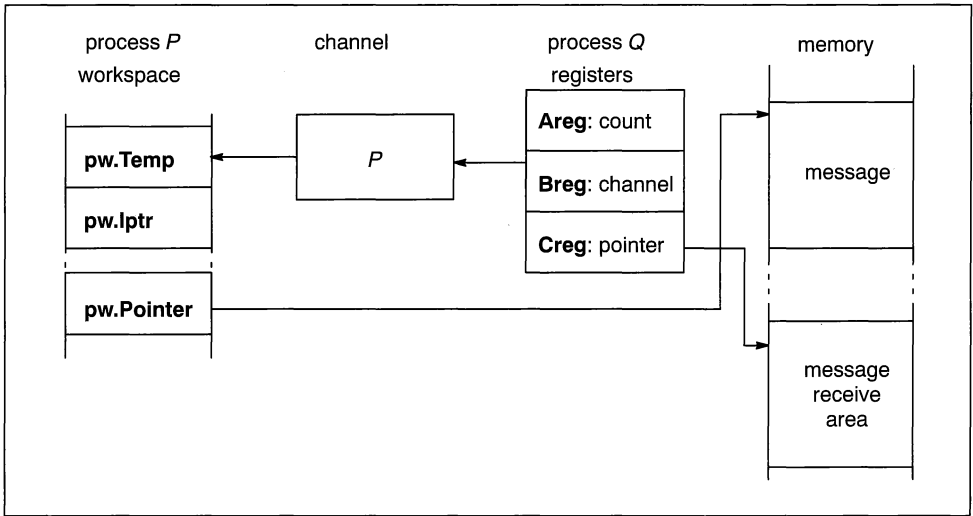 process P
workspace
channel
process Q
registers
memory
pw.Temp
pw.Iptr
pw.Pointer
P
Areg: count
Breg: channel
Creg: pointer
message
message
receive
area